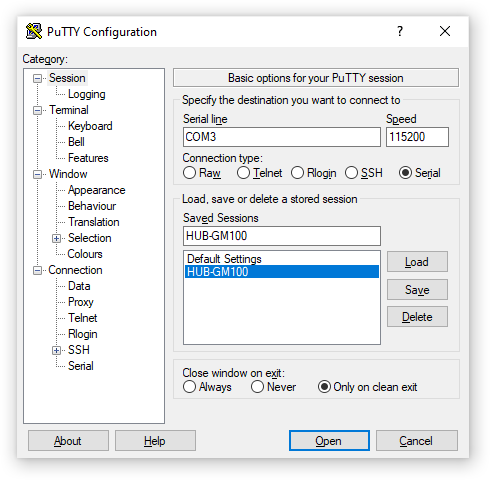 PuTTY Configuration
?
Category:
Session
Logging
Terminal
Keyboard
Bell
Features
Window
Appearance
Behaviour
Translation
Selection
Colours
Connection
Data
Proxy
Telnet
Rlogin
SSH
Serial
Basic options for your PuTTY session
Specify the destination you want to connect to
Serial line Speed
COM3 115200
Connection type:
Raw Telnet Rlogin SSH Serial
Load, save or delete a stored session
Saved Sessions
HUB-GM100
Default Settings
HUB-GM100
Load
Save
Delete
Close window on exit:
Always Never Only on clean exit
About Help Open Cancel